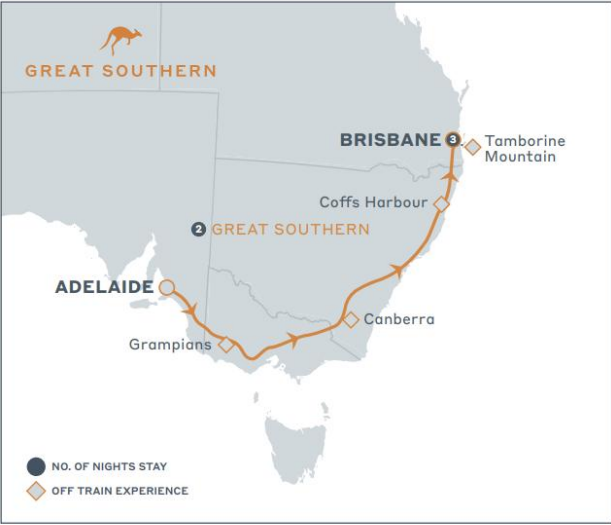 GREAT SOUTHERN
BRISBANE 3
Tamborine
Mountain
Coffs Harbour
2 GREAT SOUTHERN
ADELAIDE
Canberra
Grampians
NO. OF NIGHTS STAY
OFF TRAIN EXPERIENCE